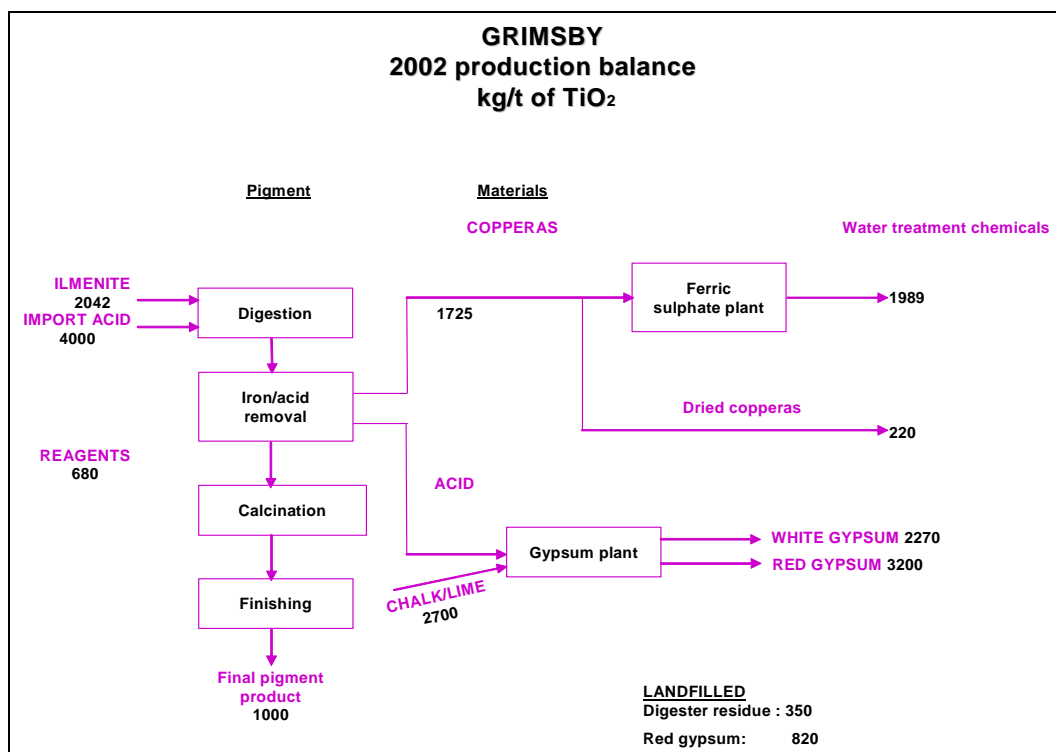 GRIMSBY
2002 production balance
kg/t of TiO2
Pigment
Materials
COPPERAS
Water treatment chemicals
ILMENITE
2042
IMPORT ACID
4000
Digestion
1725
Ferric
sulphate plant
1989
Iron/acid
removal
Dried copperas
220
REAGENTS
680
ACID
Calcination
Gypsum plant
WHITE GYPSUM 2270
RED GYPSUM 3200
CHALK/LIME
2700
Finishing
Final pigment
product
1000
LANDFILLED
Digester residue : 350
Red gypsum: 820